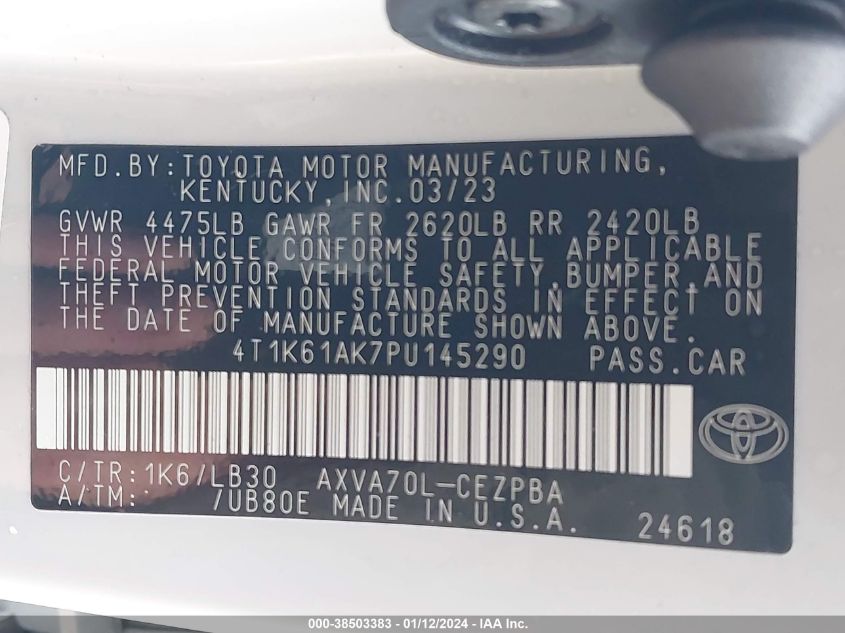 MFD.BY:TOYOTA MOTOR MANUFACTURING,
KENTUCKY,INC.03/23
GVWR 4475LB GAWR FR 2620LB RR 2420LB
THIS VEHICLE CONFORMS TO ALL APPLICABLE
FEDERAL MOTOR VEHICLE SAFETY,BUMPER,AND
THEFT PREVENTION STANDARDS IN EFFECT ON
THE DATE OF MANUFACTURE SHOWN ABOVE.
4T1K61AK7PU145290 PASS.CAR
C/TR:1K6/LB30 AXVA70L-CEZPBA
A/TM: /UB80E MADE IN U.S.A. 24618
000-38503383 - 01/12/2024 - IAA Inc.